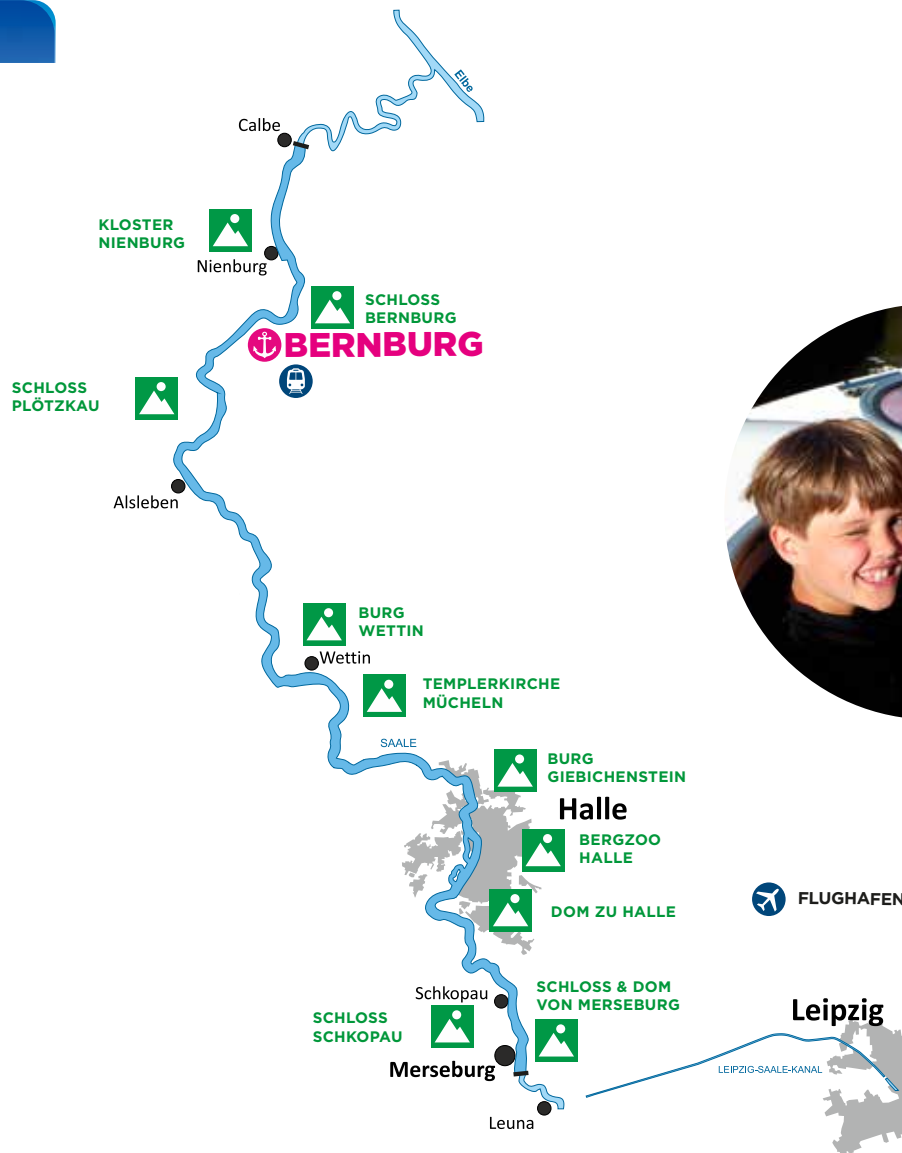 Elbe
Calbe
KLOSTER
NIENBURG
Nienburg
SCHLOSS
BERNBURG
BERNBURG
SCHLOSS
PLÖTZKAU
Alsleben
BURG
WETTIN
Wettin
TEMPLERKIRCHE
MÜCHELN
SAALE
BURG
GIEBICHENSTEIN
Halle
BERGZOO
HALLE
FLUGHAFEN
DOM ZU HALLE
Schkopau
SCHLOSS & DOM
VON MERSEBURG
SCHLOSS
SCHKOPAU
Leipzig
Merseburg
LEIPZIG-SAALE-KANAL
Leuna